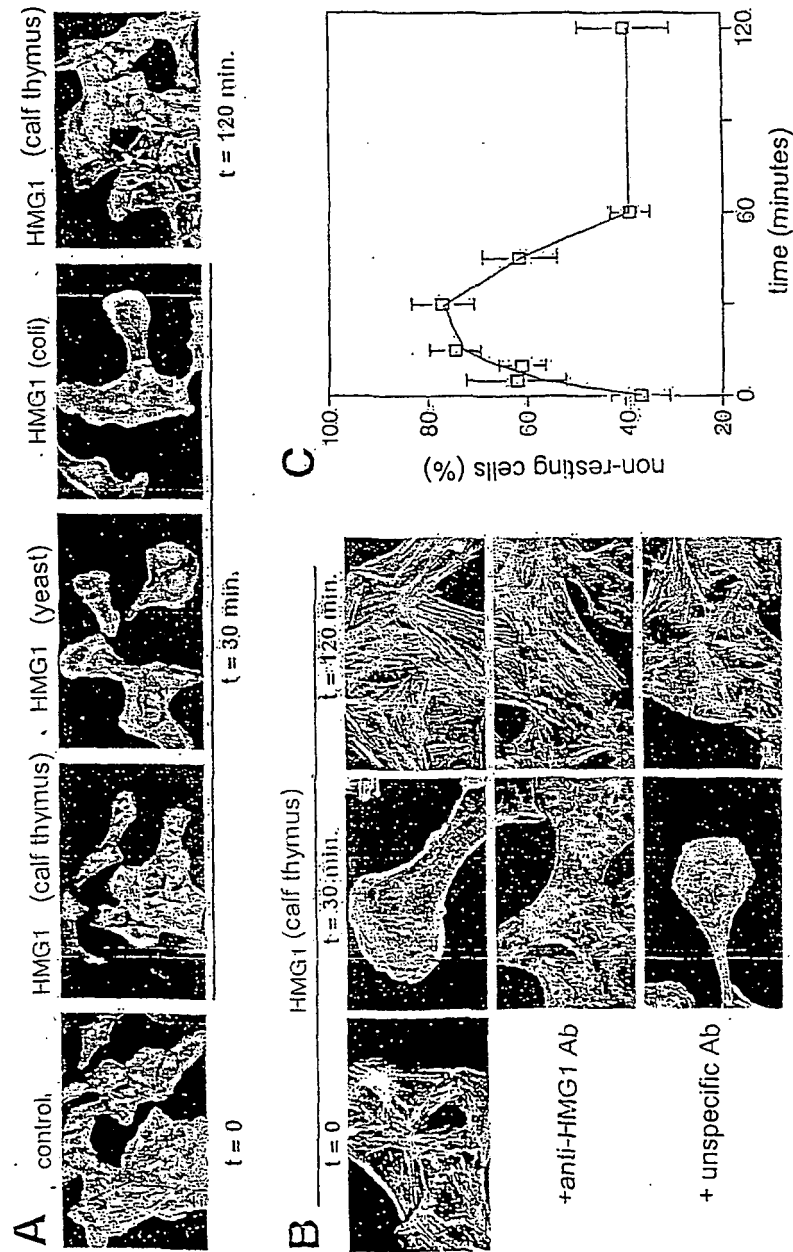 A
control
HMG1 (calf thymus)
HMG1 (yeast)
HMG1 (coli)
HMG1 (calf thymus)
t = 0
t = 30 min.
t = 120 min.
B
HMG1 (calf thymus)
t = 0
t = 30 min.
t = 120 min.
+anti-HMG1 Ab
+ unspecific Ab
C
non-resting cells (%)
100
80
60
40
20
0
60
120
time (minutes)